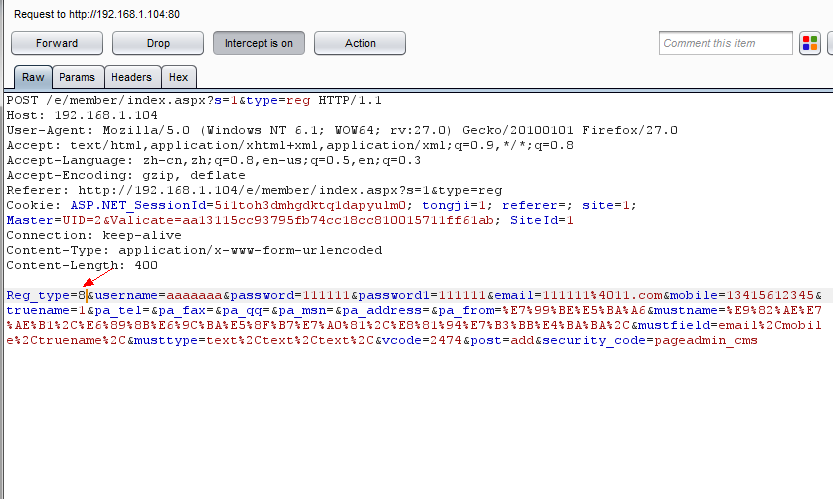 Request to http://192.168.1.104:80
Forward Drop Intercept is on Action Comment this item
Raw Params Headers Hex
POST /e/member/index.aspx?s=1&type=reg HTTP/1.1
Host: 192.168.1.104
User-Agent: Mozilla/5.0 (Windows NT 6.1; WOW64; rv:27.0) Gecko/20100101 Firefox/27.0
Accept: text/html,application/xhtml+xml,application/xml;q=0.9,*/*;q=0.8
Accept-Language: zh-cn,zh;q=0.8,en-us;q=0.5,en;q=0.3
Accept-Encoding: gzip, deflate
Referer: http://192.168.1.104/e/member/index.aspx?s=1&type=reg
Cookie: ASP.NET_SessionId=5i1toh3dmhgdktq1dapyulm0; tongji=1; referer=; site=1;
Master=UID=2&Validate=aa13115cc93795fb74cc18cc810015711ff61ab; SiteId=1
Connection: keep-alive
Content-Type: application/x-www-form-urlencoded
Content-Length: 400
Reg_type=8&username=aaaaaaa&password=111111&password1=111111&email=111111%4011.com&mobile=13415612345&
truename=1&pa_tel=&pa_fax=&pa_qq=&pa_msn=&pa_address=&pa_from=%E7%99%BE%E5%BA%A6&mustname=%E9%82%AE%E7
%AE%B1%2C%E6%89%8B%E6%9C%BA%E5%8F%B7%E7%A0%81%2C%E8%81%94%E7%B3%BB%E4%BA%BA%2C&mustfield=email%2Cmobil
e%2Ctruename%2C&musttype=text%2Ctext%2Ctext%2C&vcode=2474&post=add&security_code=pageadmin_cms